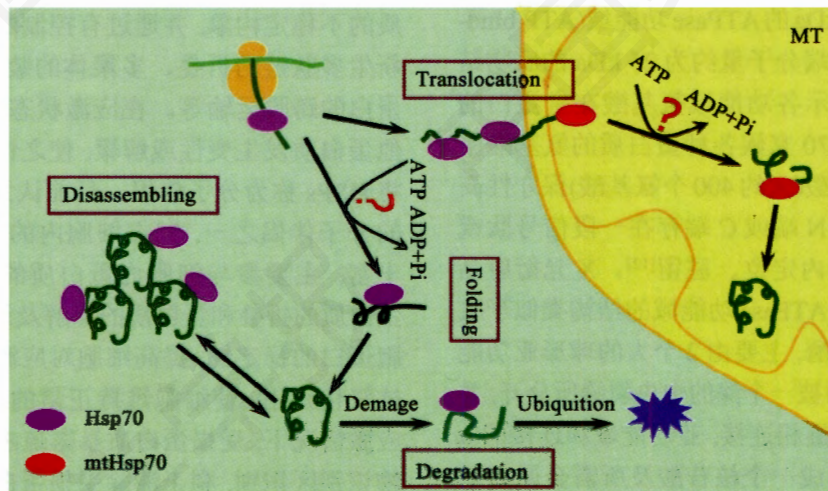 MT
Translocation
ATP
ADP+Pi
?
Disassembling
ATP
ADP+Pi
?
Folding
Demage
Ubiquition
Hsp70
mtHsp70
Degradation